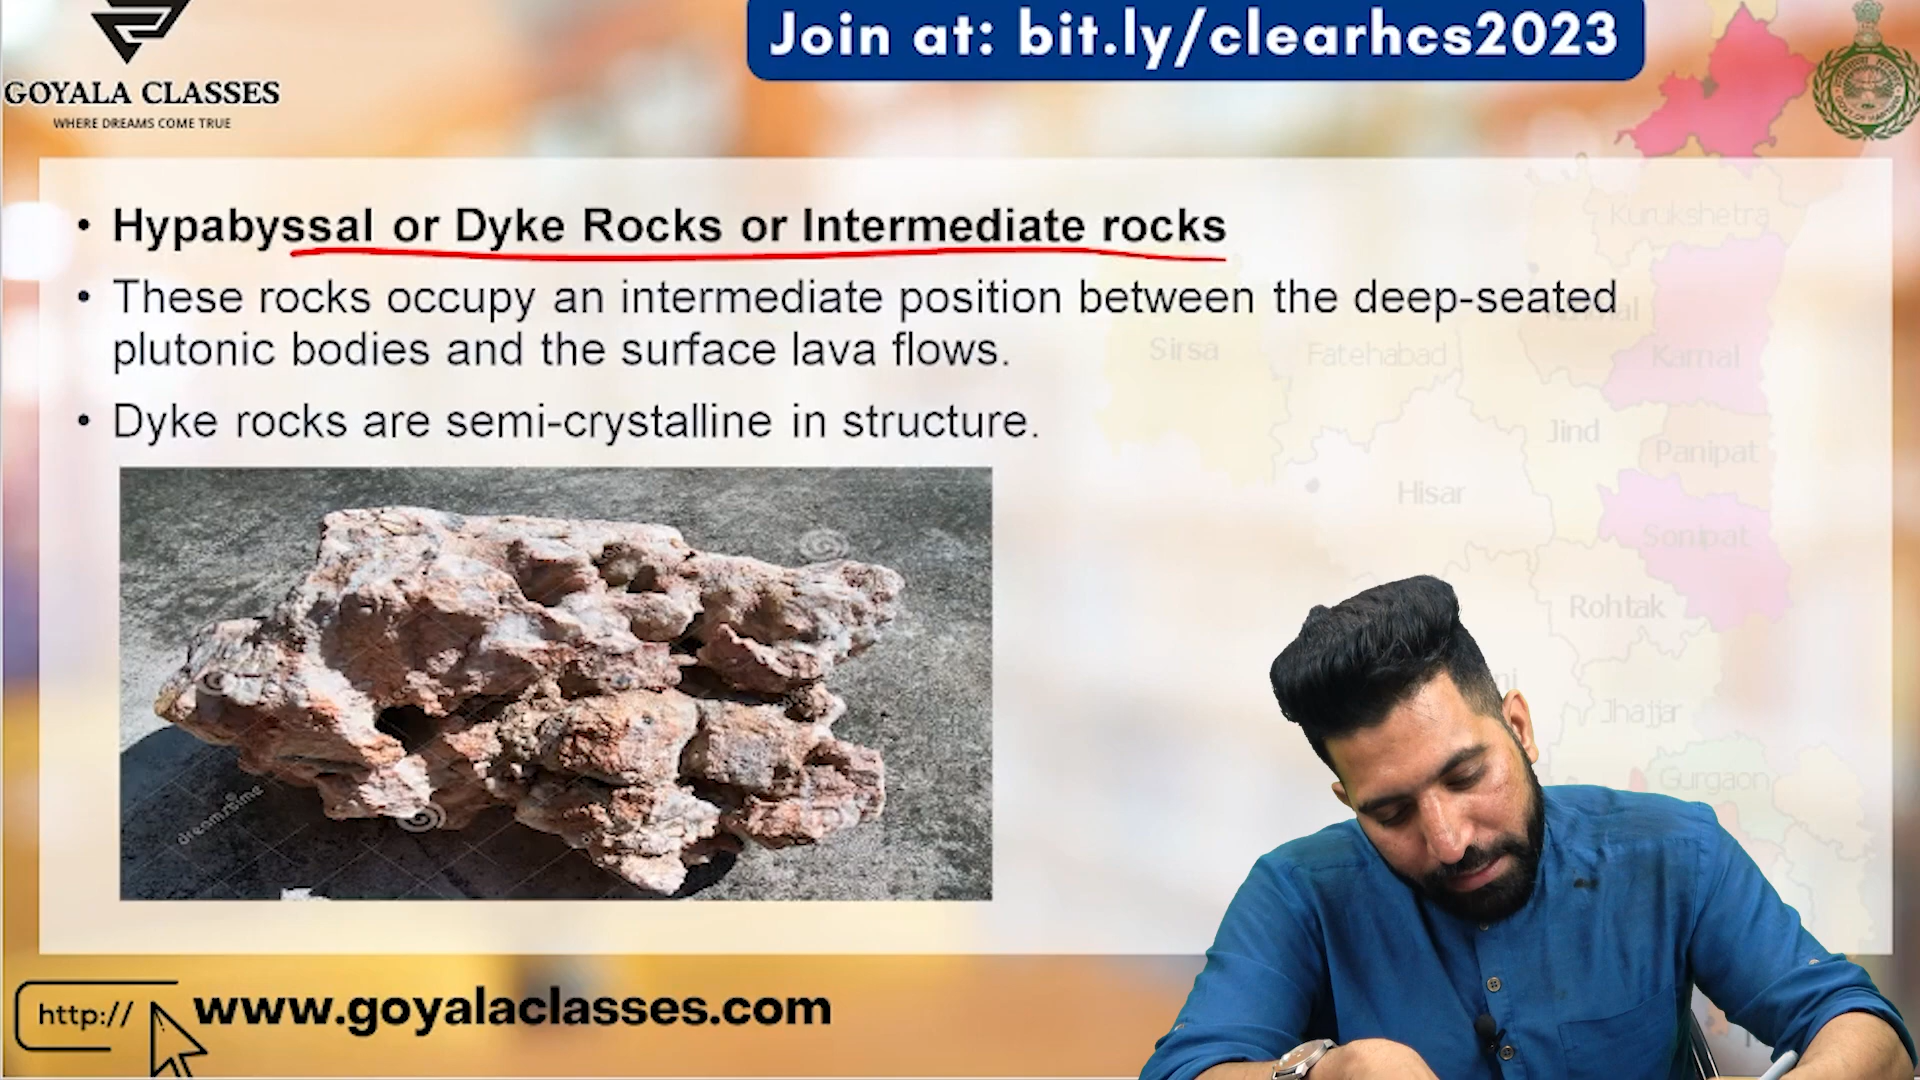 Join at: bit.ly/clearhcs2023
GOYALA CLASSES
WHERE DREAMS COME TRUE
• Hypabyssal or Dyke Rocks or Intermediate rocks
• These rocks occupy an intermediate position between the deep-seated
plutonic bodies and the surface lava flows.
• Dyke rocks are semi-crystalline in structure.
Kurukshetra
Sirsa
Fatehabad
Karnal
Jind
Panipat
Hisar
Sonipat
Rohtak
Jhajjar
Gurgaon
dreamstime
http://
www.goyalaclasses.com